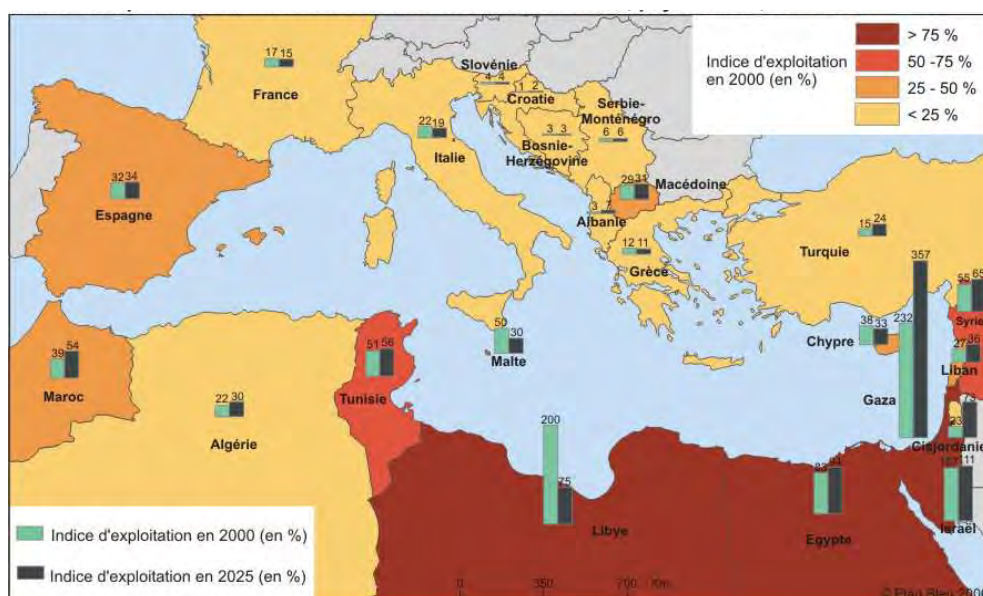 Indice d'exploitation
en 2000 (en %)
> 75 %
50 -75 %
25 - 50 %
< 25 %
17 15
France
Slovénie
4 4
1 2
Croatie
Serbie-
Monténégro
6 6
3 3
Bosnie-
Herzégovine
22 19
Italie
32 34
Espagne
29 31
Macédoine
3 7
Albanie
12 11
Grèce
15 24
Turquie
357
232
Gaza
55 65
Syrie
38 33
Chypre
27 36
Liban
50 30
Malte
39 54
Maroc
51 56
Tunisie
22 30
Algérie
200
75
Libye
83
Egypte
Cisjordanie
111
Israël
Indice d'exploitation en 2000 (en %)
Indice d'exploitation en 2025 (en %)
0 350 700
© Plan Bleu